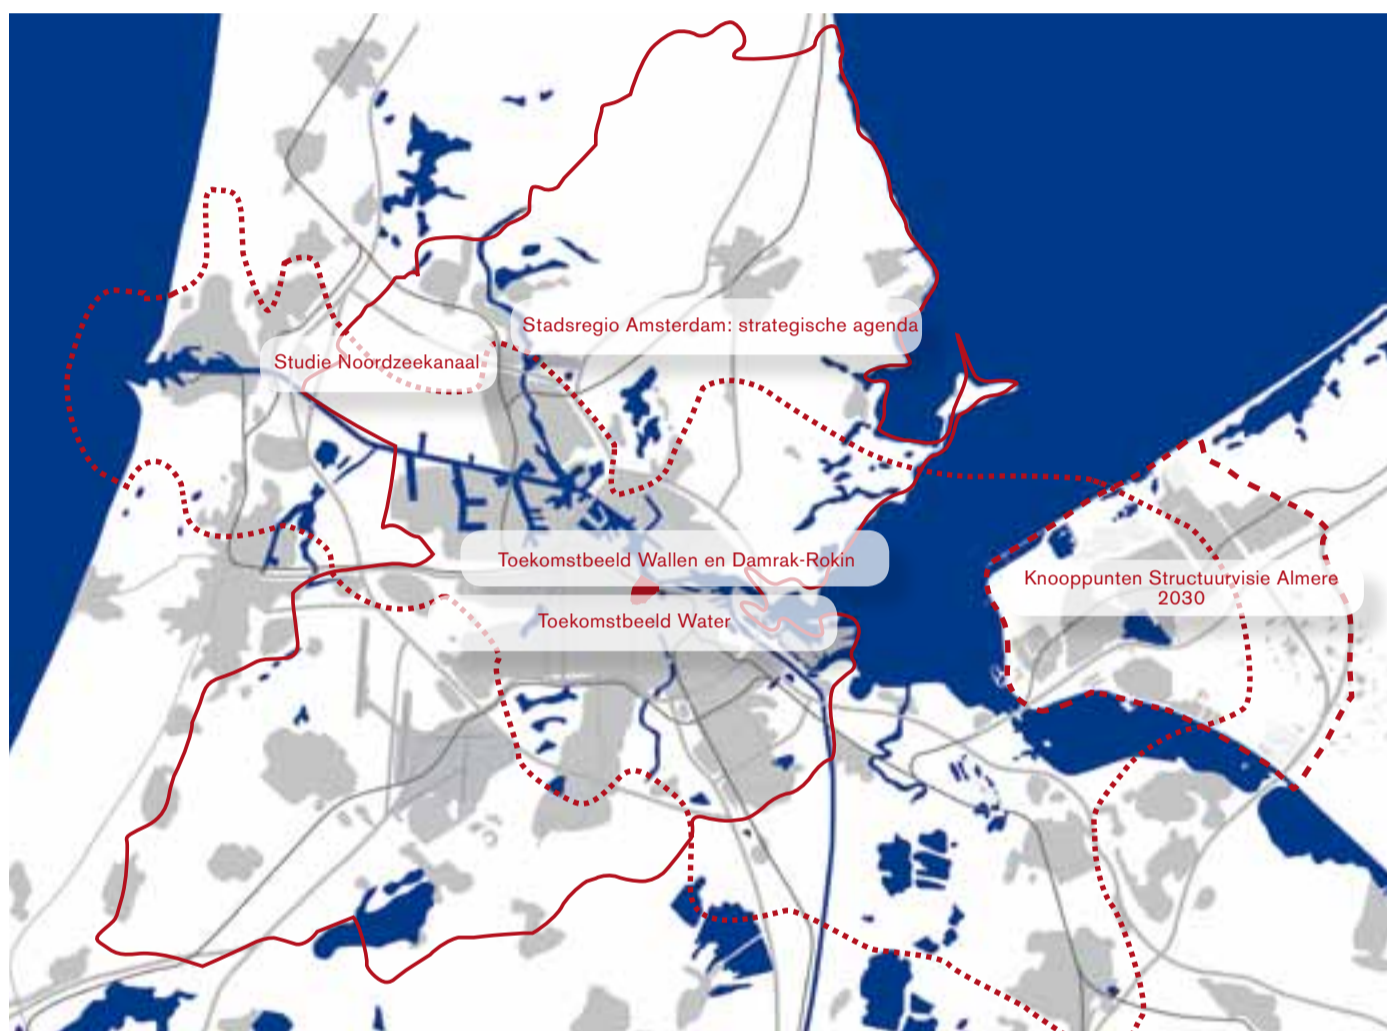 Stadsregio Amsterdam: strategische agenda
Studie Noordzeekanaal
Toekomstbeeld Wallen en Damrak-Rokin
Knooppunten Structuurvisie Almere
2030
Toekomstbeeld Water